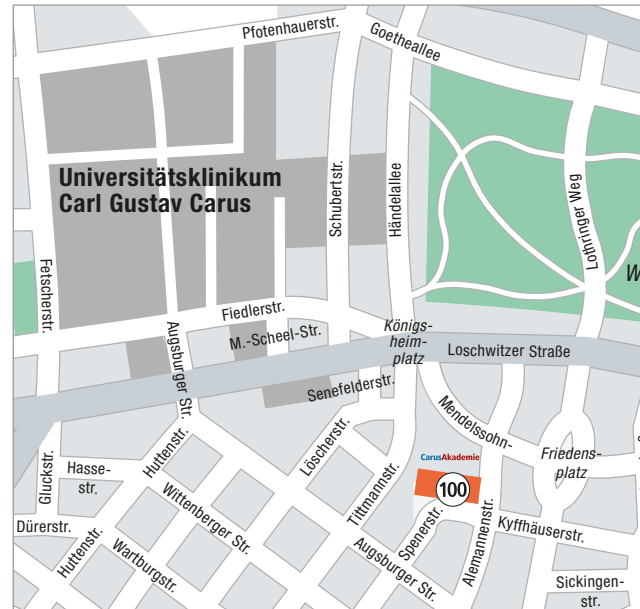 Pfotenhauerstr.
Goetheallee
Universitätsklinikum
Carl Gustav Carus
Schubertstr.
Händelallee
Lothringer Weg
W
Fetscherstr.
Fiedlerstr.
Augsburger Str.
M.-Scheel-Str.
Königs-
heim-
platz
Loschwitzer Straße
Senefelderstr.
Mendelssohn-
Friedens-
platz
Gluckstr.
Hasse-
str.
Huttenstr.
Löscherstr.
Tittmannstr.
CarusAkademie
100
Wittenberger Str.
Spenerstr.
Alemannenstr.
Kyffhäuserstr.
Dürerstr.
Huttenstr.
Wartburgstr.
Augsburger Str.
Sickingen-
str.